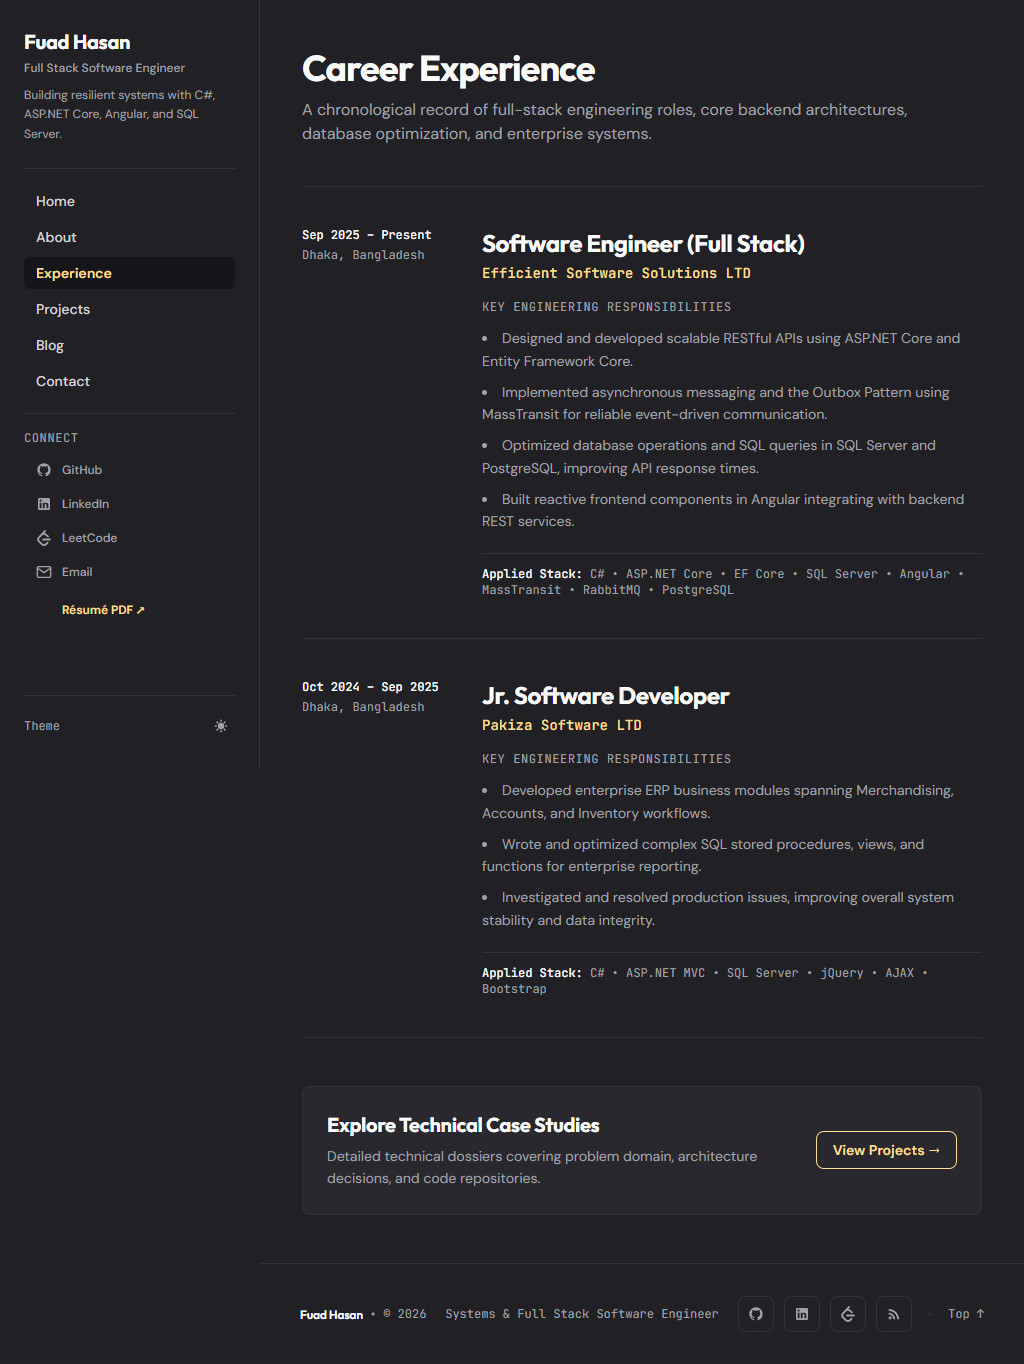 Fuad Hasan
Full Stack Software Engineer
Building resilient systems with C#,
ASP.NET Core, Angular, and SQL
Server.
Home
About
Experience
Projects
Blog
Contact
CONNECT
GitHub
LinkedIn
LeetCode
Email
Résumé PDF ↗
Theme
Career Experience
A chronological record of full-stack engineering roles, core backend architectures,
database optimization, and enterprise systems.
Sep 2025 – Present
Dhaka, Bangladesh
Software Engineer (Full Stack)
Efficient Software Solutions LTD
KEY ENGINEERING RESPONSIBILITIES
• Designed and developed scalable RESTful APIs using ASP.NET Core and
Entity Framework Core.
• Implemented asynchronous messaging and the Outbox Pattern using
MassTransit for reliable event-driven communication.
• Optimized database operations and SQL queries in SQL Server and
PostgreSQL, improving API response times.
• Built reactive frontend components in Angular integrating with backend
REST services.
Applied Stack: C# • ASP.NET Core • EF Core • SQL Server • Angular •
MassTransit • RabbitMQ • PostgreSQL
Oct 2024 – Sep 2025
Dhaka, Bangladesh
Jr. Software Developer
Pakiza Software LTD
KEY ENGINEERING RESPONSIBILITIES
• Developed enterprise ERP business modules spanning Merchandising,
Accounts, and Inventory workflows.
• Wrote and optimized complex SQL stored procedures, views, and
functions for enterprise reporting.
• Investigated and resolved production issues, improving overall system
stability and data integrity.
Applied Stack: C# • ASP.NET MVC • SQL Server • jQuery • AJAX •
Bootstrap
Explore Technical Case Studies
Detailed technical dossiers covering problem domain, architecture
decisions, and code repositories.
View Projects →
Fuad Hasan • © 2026 Systems & Full Stack Software Engineer · Top ↑